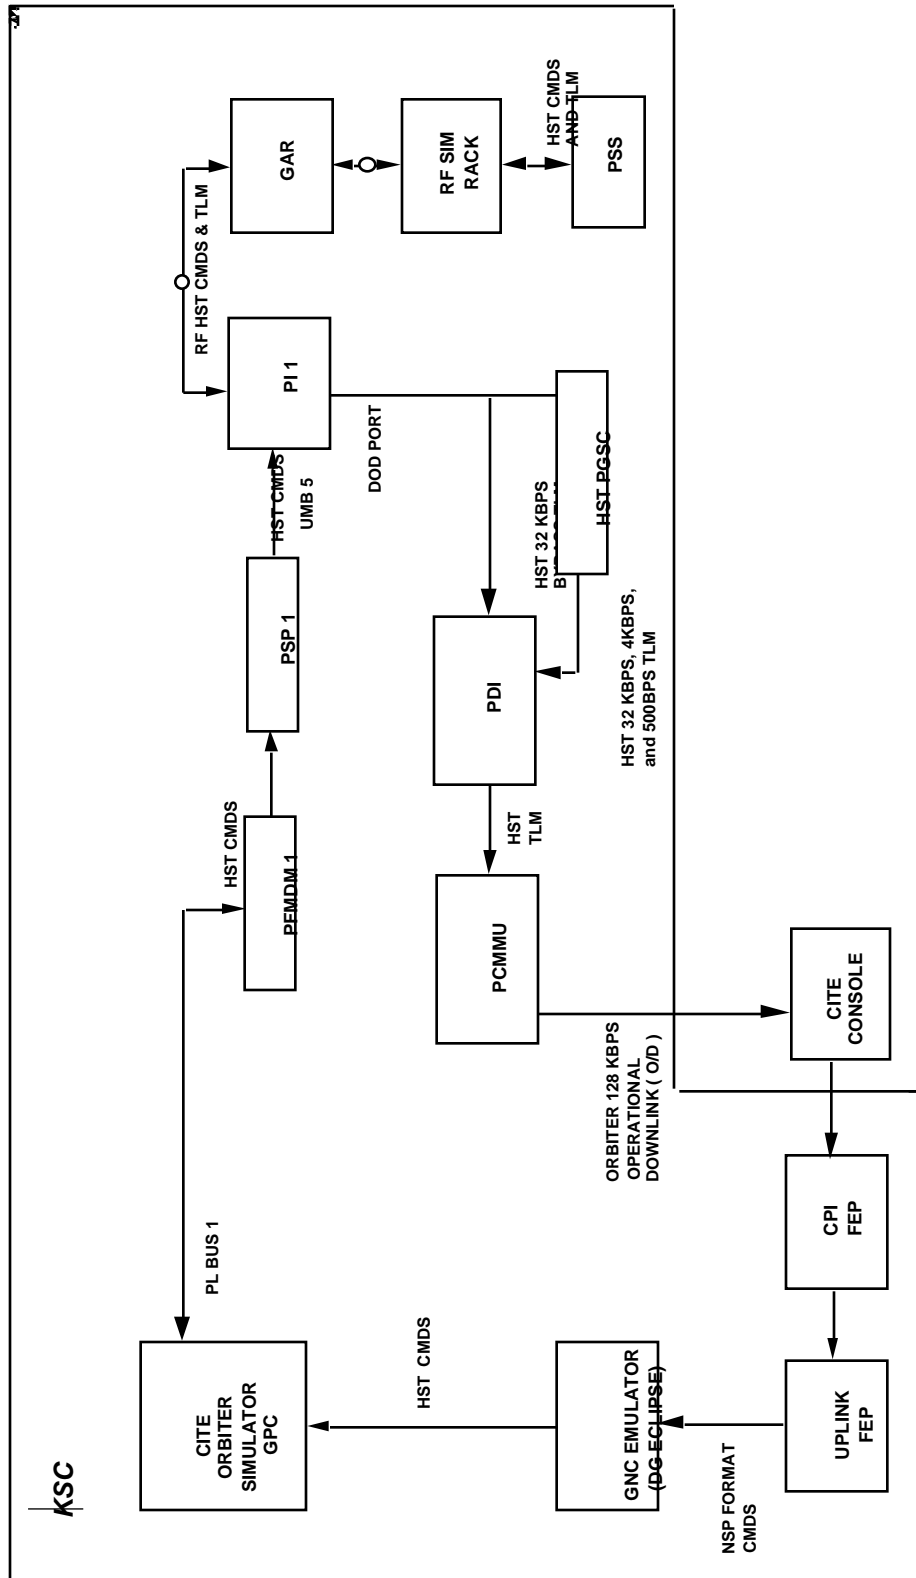 KSC
CITE
ORBITER
SIMULATOR
GPC
PL BUS 1
HST CMDS
PFMDM 1
PSP 1
HST CMDS
UMB 5
PI 1
RF HST CMDS & TLM
GAR
RF SIM
RACK
HST CMDS
AND TLM
PSS
DOD PORT
HST CMDS
PCMMU
HST
TLM
PDI
HST 32 KBPS
HST PGSC
HST 32 KBPS, 4KBPS,
and 500BPS TLM
GNC EMULATOR
(DG ECLIPSE)
ORBITER 128 KBPS
OPERATIONAL
DOWNLINK ( O/D )
NSP FORMAT
CMDS
UPLINK
FEP
CPI
FEP
CITE
CONSOLE